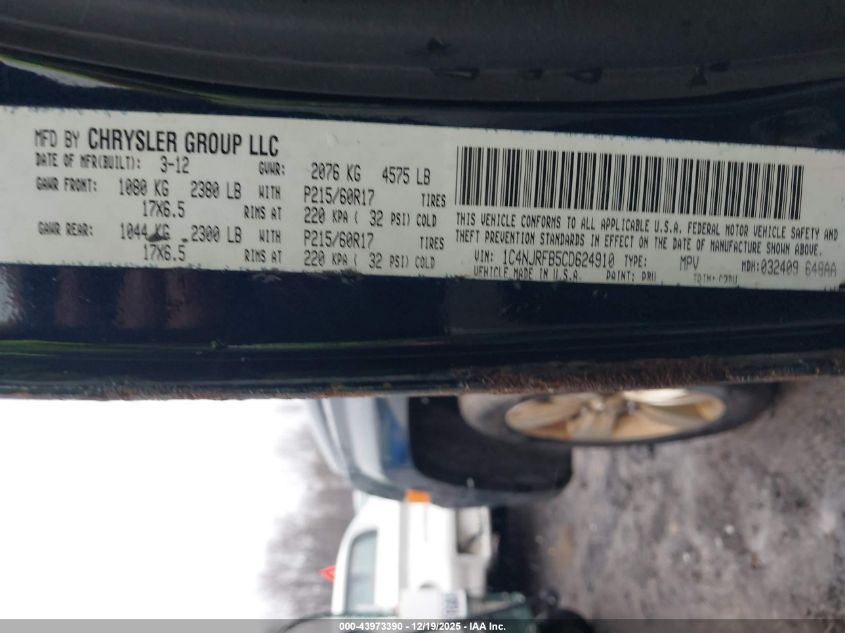 MFD BY CHRYSLER GROUP LLC
DATE OF MFR(BUILT): 3-12 GVWR: 2076 KG 4575 LB
GAWR FRONT: 1080 KG 2380 LB WITH P215/60R17 TIRES
17X6.5 RIMS AT 220 KPA ( 32 PSI) COLD
GAWR REAR: 1044 KG 2300 LB WITH P215/60R17 TIRES
17X6.5 RIMS AT 220 KPA ( 32 PSI) COLD
THIS VEHICLE CONFORMS TO ALL APPLICABLE U.S.A. FEDERAL MOTOR VEHICLE SAFETY AND
THEFT PREVENTION STANDARDS IN EFFECT ON THE DATE OF MANUFACTURE SHOWN ABOVE.
VIN: 1C4NJRFB5CD624910 TYPE: MPV MDH:032409 648AA
VEHICLE MADE IN U.S.A. PAINT:
000-43973390 - 12/19/2025 - IAA Inc.